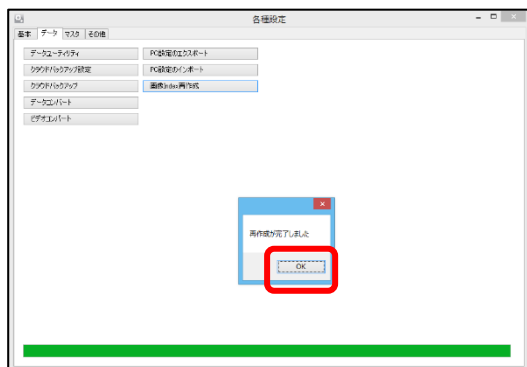 各種設定
基本 データ マスタ その他
データユーティリティ
PC設定のエクスポート
クラウドバックアップ設定
PC設定のインポート
クラウドバックアップ
画像Index再作成
データコンバート
ビデオコンバート
再作成が完了しました
OK